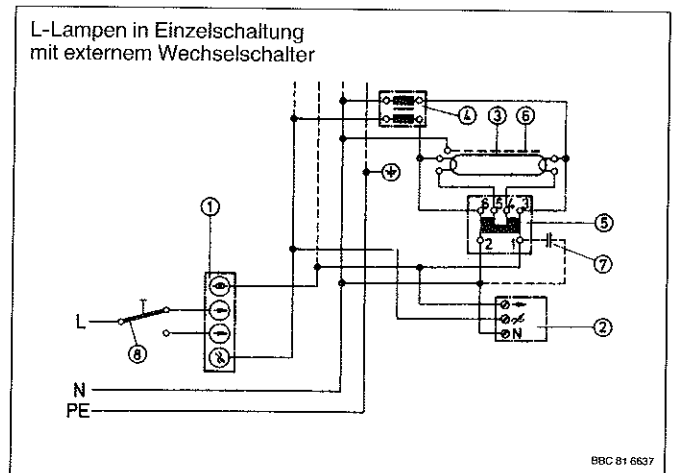 L-Lampen in Einzelschaltung
mit externem Wechselschalter
4
3
6
1
6 5 4 3
5
2 1
7
L
8
2
N
N
PE
BBC 81 6637